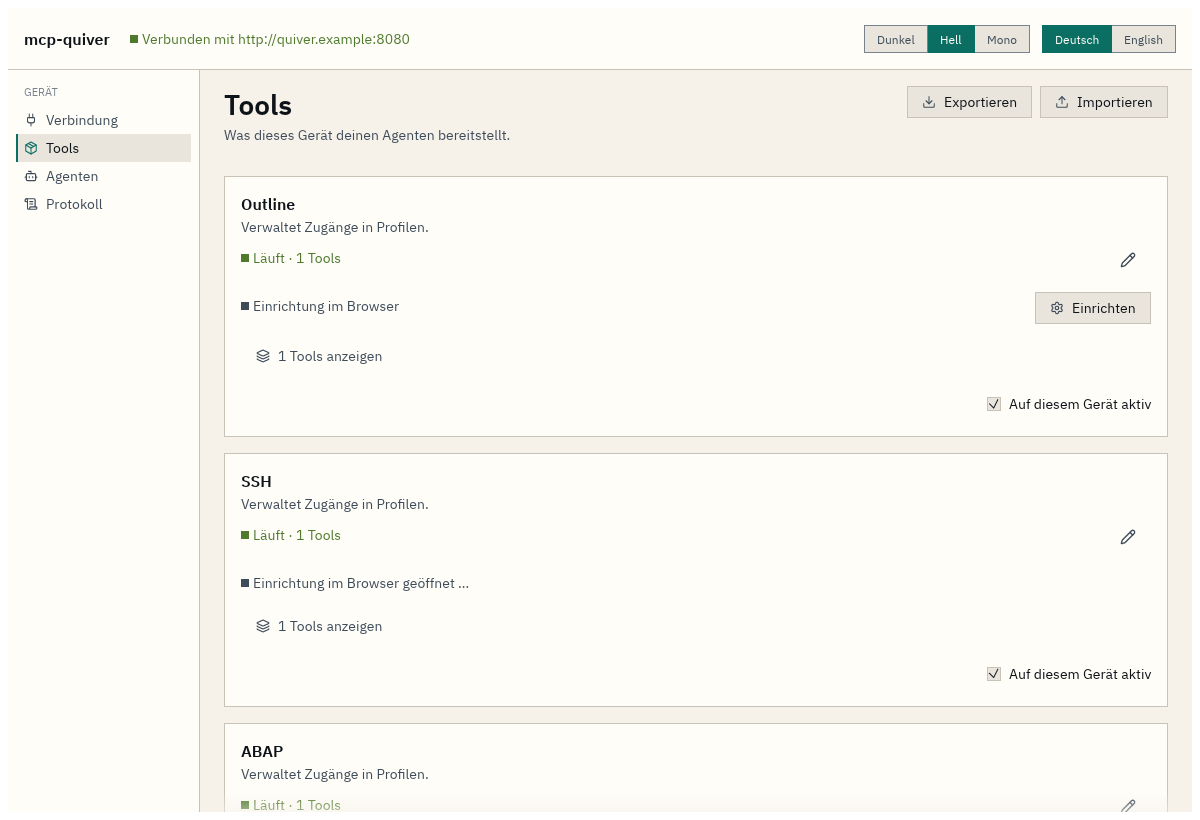 mcp-quiver
Verbunden mit http://quiver.example:8080
Dunkel Hell Mono Deutsch English
GERÄT
Verbindung
Tools
Agenten
Protokoll
Tools
Was dieses Gerät deinen Agenten bereitstellt.
Exportieren Importieren
Outline
Verwaltet Zugänge in Profilen.
Läuft · 1 Tools
Einrichtung im Browser
Einrichten
1 Tools anzeigen
Auf diesem Gerät aktiv
SSH
Verwaltet Zugänge in Profilen.
Läuft · 1 Tools
Einrichtung im Browser geöffnet …
1 Tools anzeigen
Auf diesem Gerät aktiv
ABAP
Verwaltet Zugänge in Profilen.
Läuft · 1 Tools